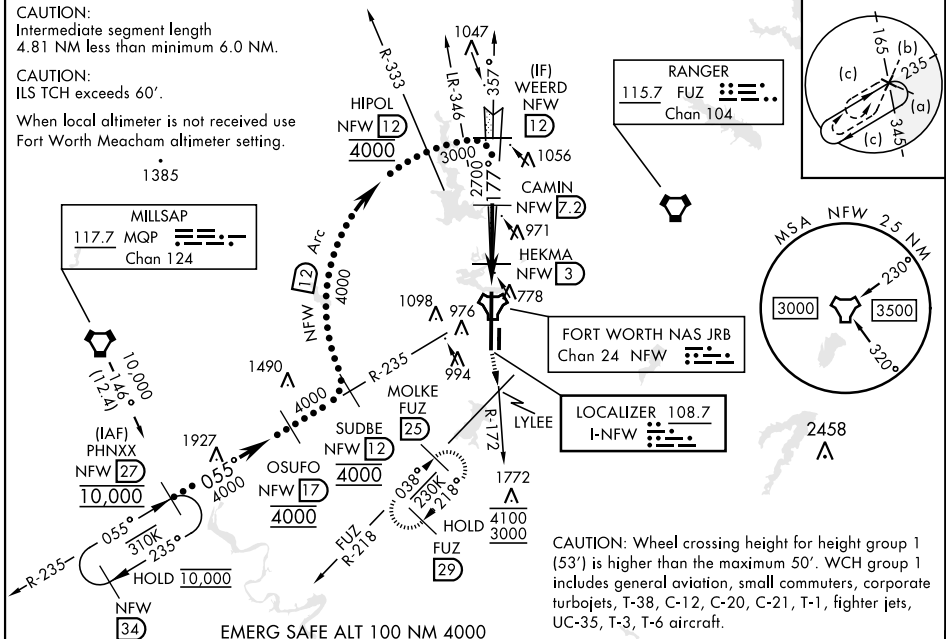 CAUTION:
Intermediate segment length
4.81 NM less than minimum 6.0 NM.
CAUTION:
ILS TCH exceeds 60'.
When local altimeter is not received use
Fort Worth Meacham altimeter setting.
1385
MILLSAP
117.7 MQP
Chan 124
10,000
146°
(12.4)
(IAF)
PHNXX
NFW 27
10,000
1927
055°
4000
055°
310K
235°
R-235
HOLD 10,000
NFW
34
1490
4000
OSUFO
NFW 17
4000
SUDBE
NFW 12
4000
NFW 12 Arc
4000
HIPOL
NFW 12
4000
R-333
3000
LR-346
1047
357°
(IF)
WEERD
NFW
12
1056
2700
177°
CAMIN
NFW 7.2
971
HEKMA
NFW 3
778
1098
976
994
R-235
MOLKE
FUZ
25
038°
230K
218°
FUZ
R-218
HOLD 4100
3000
FUZ
29
LYLEE
R-172
1772
RANGER
115.7 FUZ
Chan 104
FORT WORTH NAS JRB
Chan 24 NFW
LOCALIZER 108.7
I-NFW
165
(b)
235
(c)
(a)
(c)
345
MSA NFW 25 NM
230°
3000
3500
320°
2458
CAUTION: Wheel crossing height for height group 1
(53') is higher than the maximum 50'. WCH group 1
includes general aviation, small commuters, corporate
turbojets, T-38, C-12, C-20, C-21, T-1, fighter jets,
UC-35, T-3, T-6 aircraft.
EMERG SAFE ALT 100 NM 4000